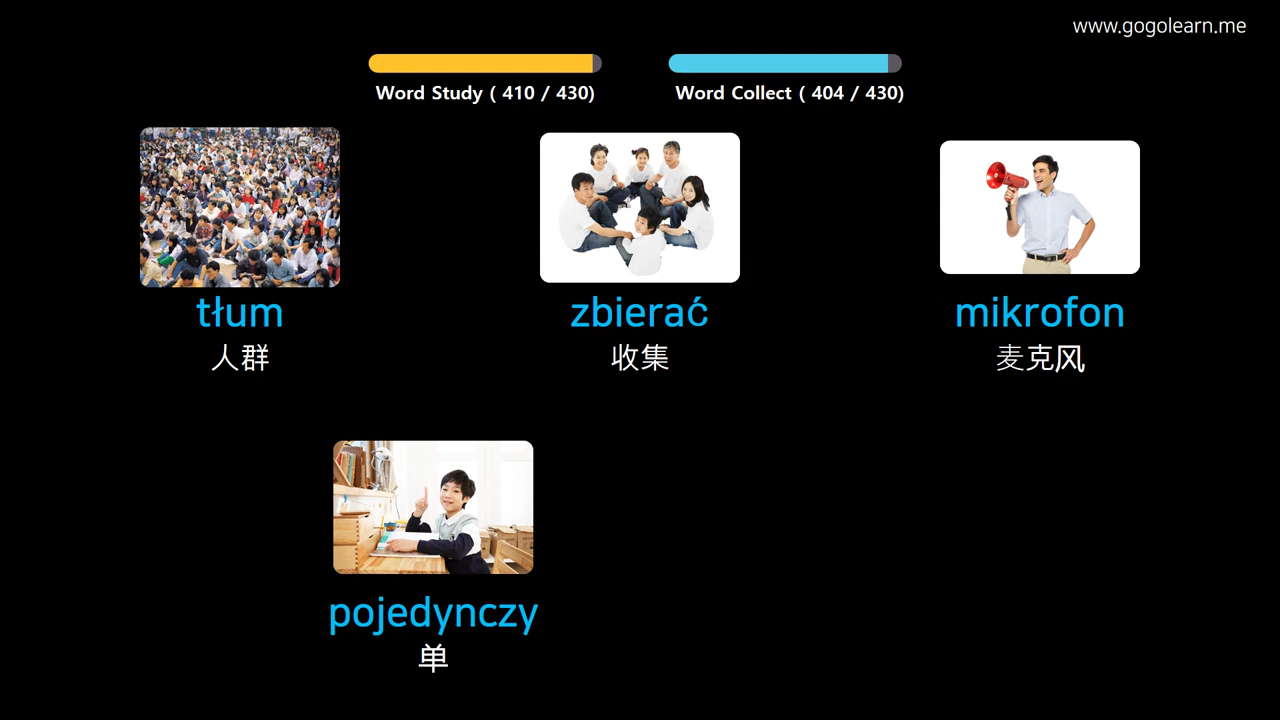 www.gogolearn.me
Word Study ( 410 / 430)
Word Collect ( 404 / 430)
tłum
人群
zbierać
收集
mikrofon
麦克风
pojedynczy
单